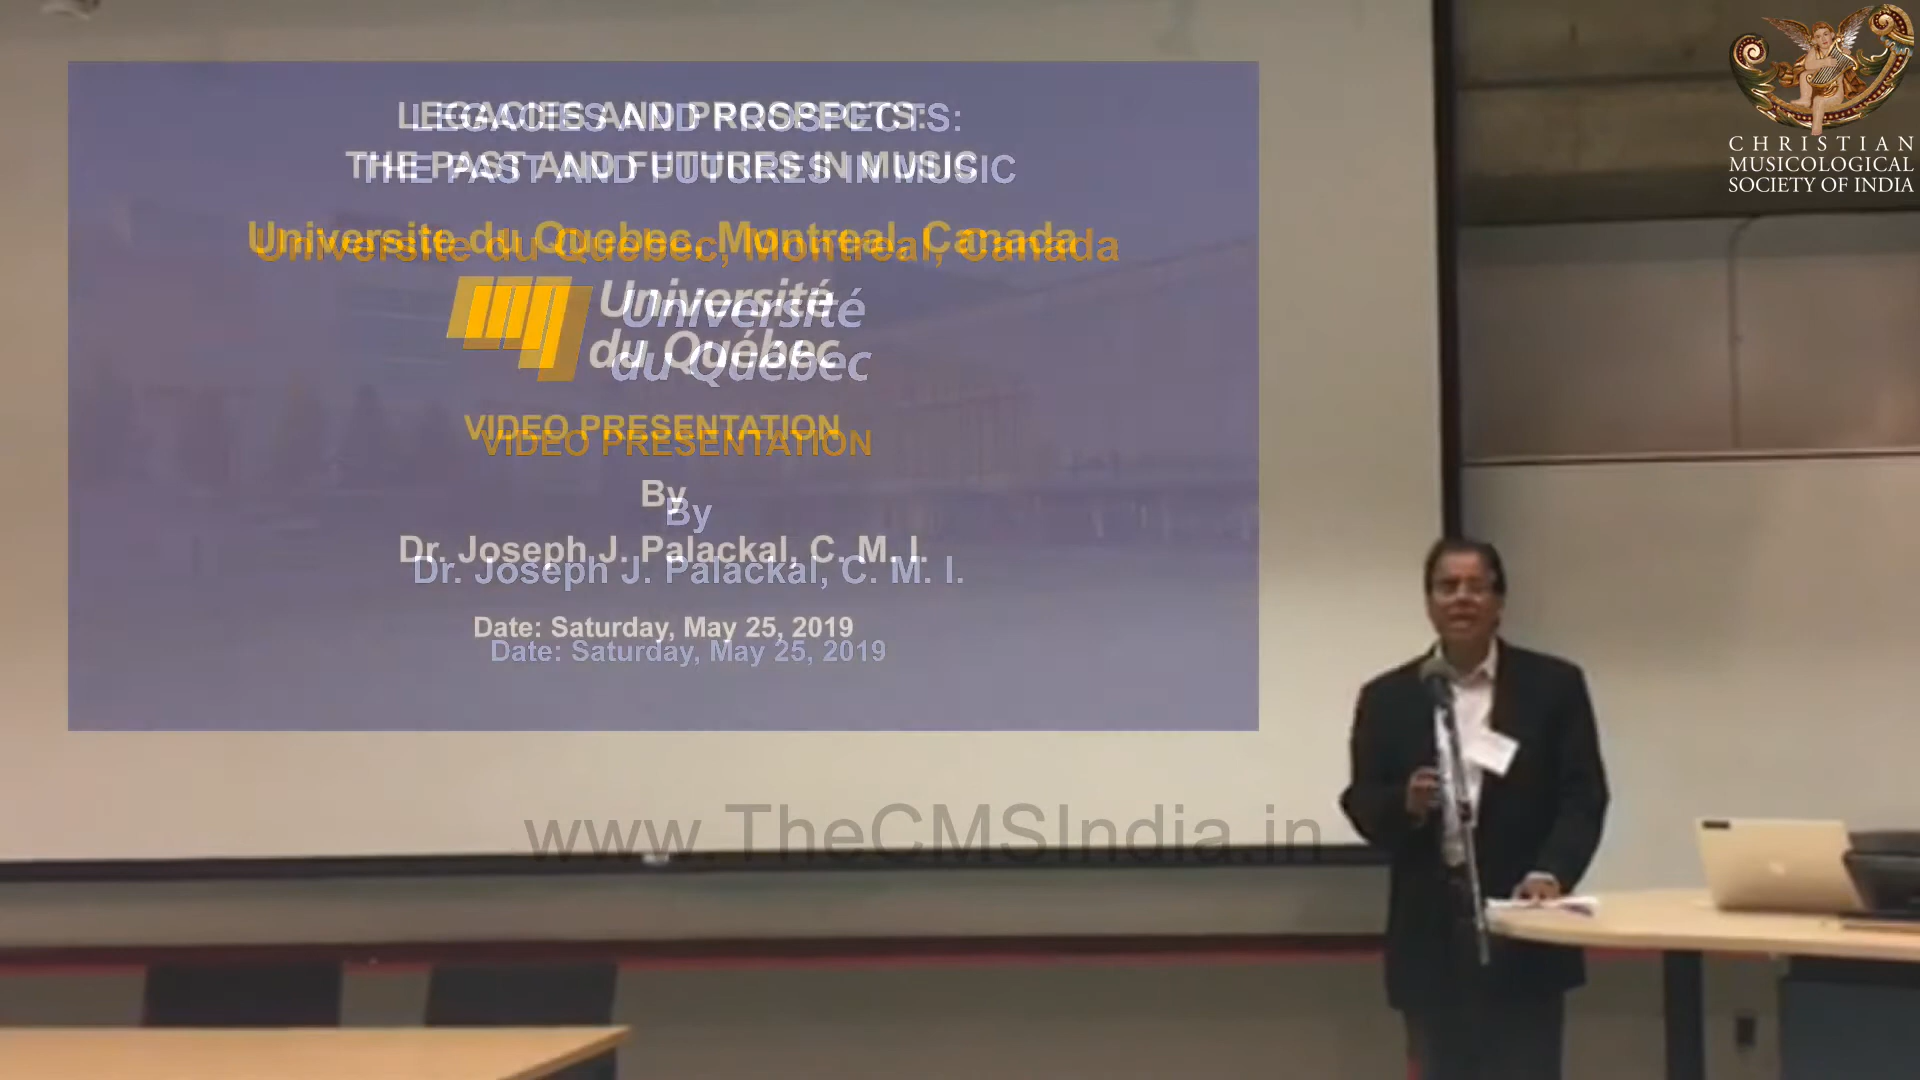 LEGACIES AND PROSPECTS:
THE PAST AND FUTURES IN MUSIC
Universite du Quebec, Montreal, Canada
Université
du Québec
VIDEO PRESENTATION
By
Dr. Joseph J. Palackal, C. M. I.
Date: Saturday, May 25, 2019
CHRISTIAN
MUSICOLOGICAL
SOCIETY OF INDIA
www.TheCMSIndia.in